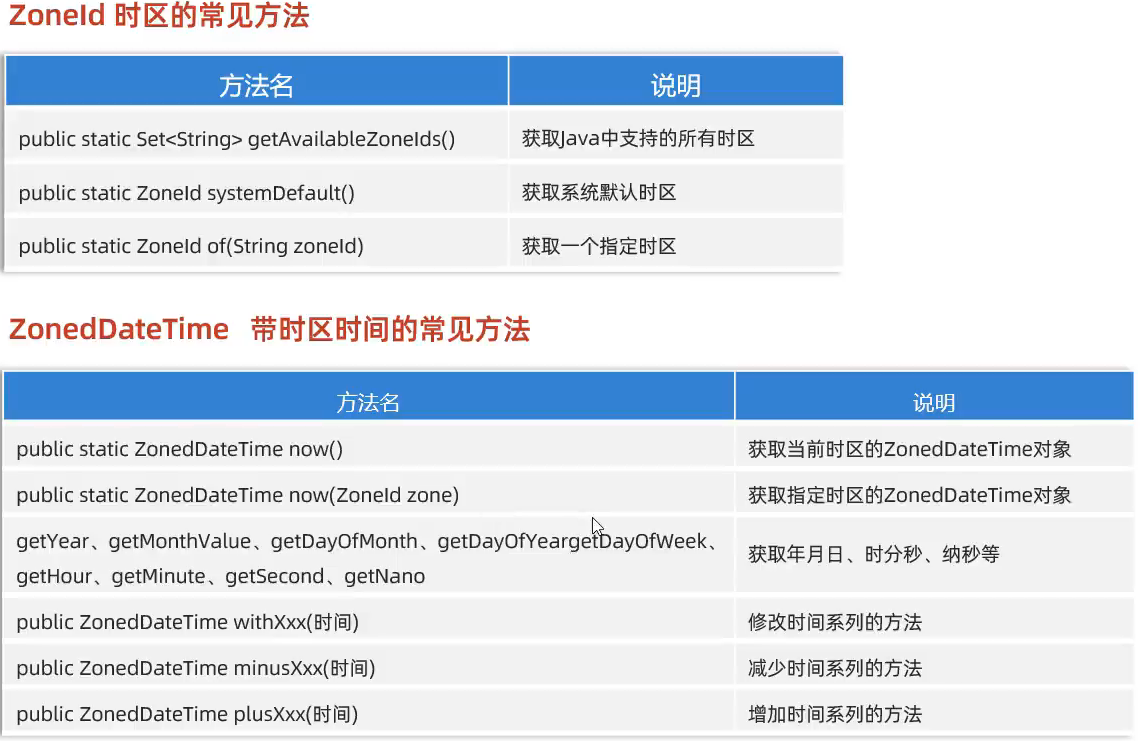 ZoneId 时区的常见方法
方法名 说明
public static Set<String> getAvailableZoneIds() 获取Java中支持的所有时区
public static ZoneId systemDefault() 获取系统默认时区
public static ZoneId of(String zoneId) 获取一个指定时区
ZonedDateTime 带时区时间的常见方法
方法名 说明
public static ZonedDateTime now() 获取当前时区的ZonedDateTime对象
public static ZonedDateTime now(ZoneId zone) 获取指定时区的ZonedDateTime对象
getYear、getMonthValue、getDayOfMonth、getDayOfYeargetDayOfWeek、
getHour、getMinute、getSecond、getNano
获取年月日、时分秒、纳秒等
public ZonedDateTime withXxx(时间) 修改时间系列的方法
public ZonedDateTime minusXxx(时间) 减少时间系列的方法
public ZonedDateTime plusXxx(时间) 增加时间系列的方法